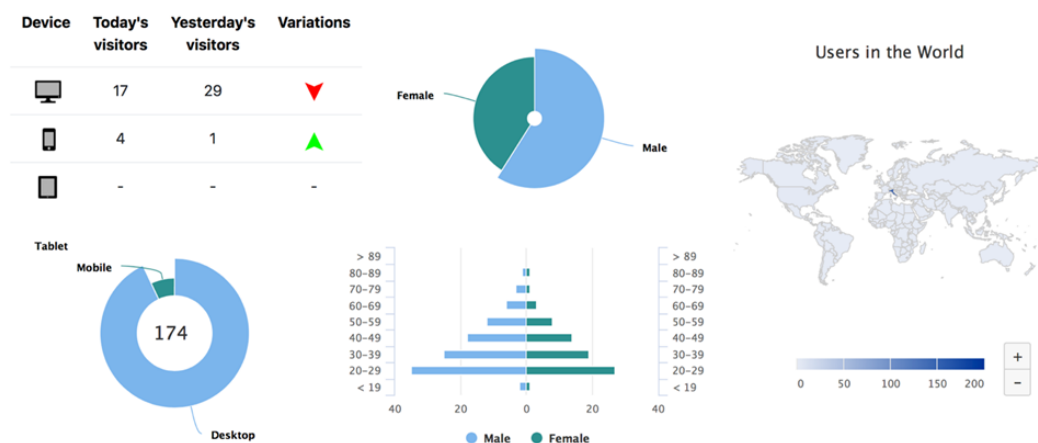 Device Today's visitors Yesterday's visitors Variations
17 29
4 1
- - -
Female
Male
Users in the World
0 50 100 150 200
+
−
Tablet
Mobile
174
Desktop
> 89 > 89
80-89 80-89
70-79 70-79
60-69 60-69
50-59 50-59
40-49 40-49
30-39 30-39
20-29 20-29
< 19 < 19
40 20 0 20 40
Male Female